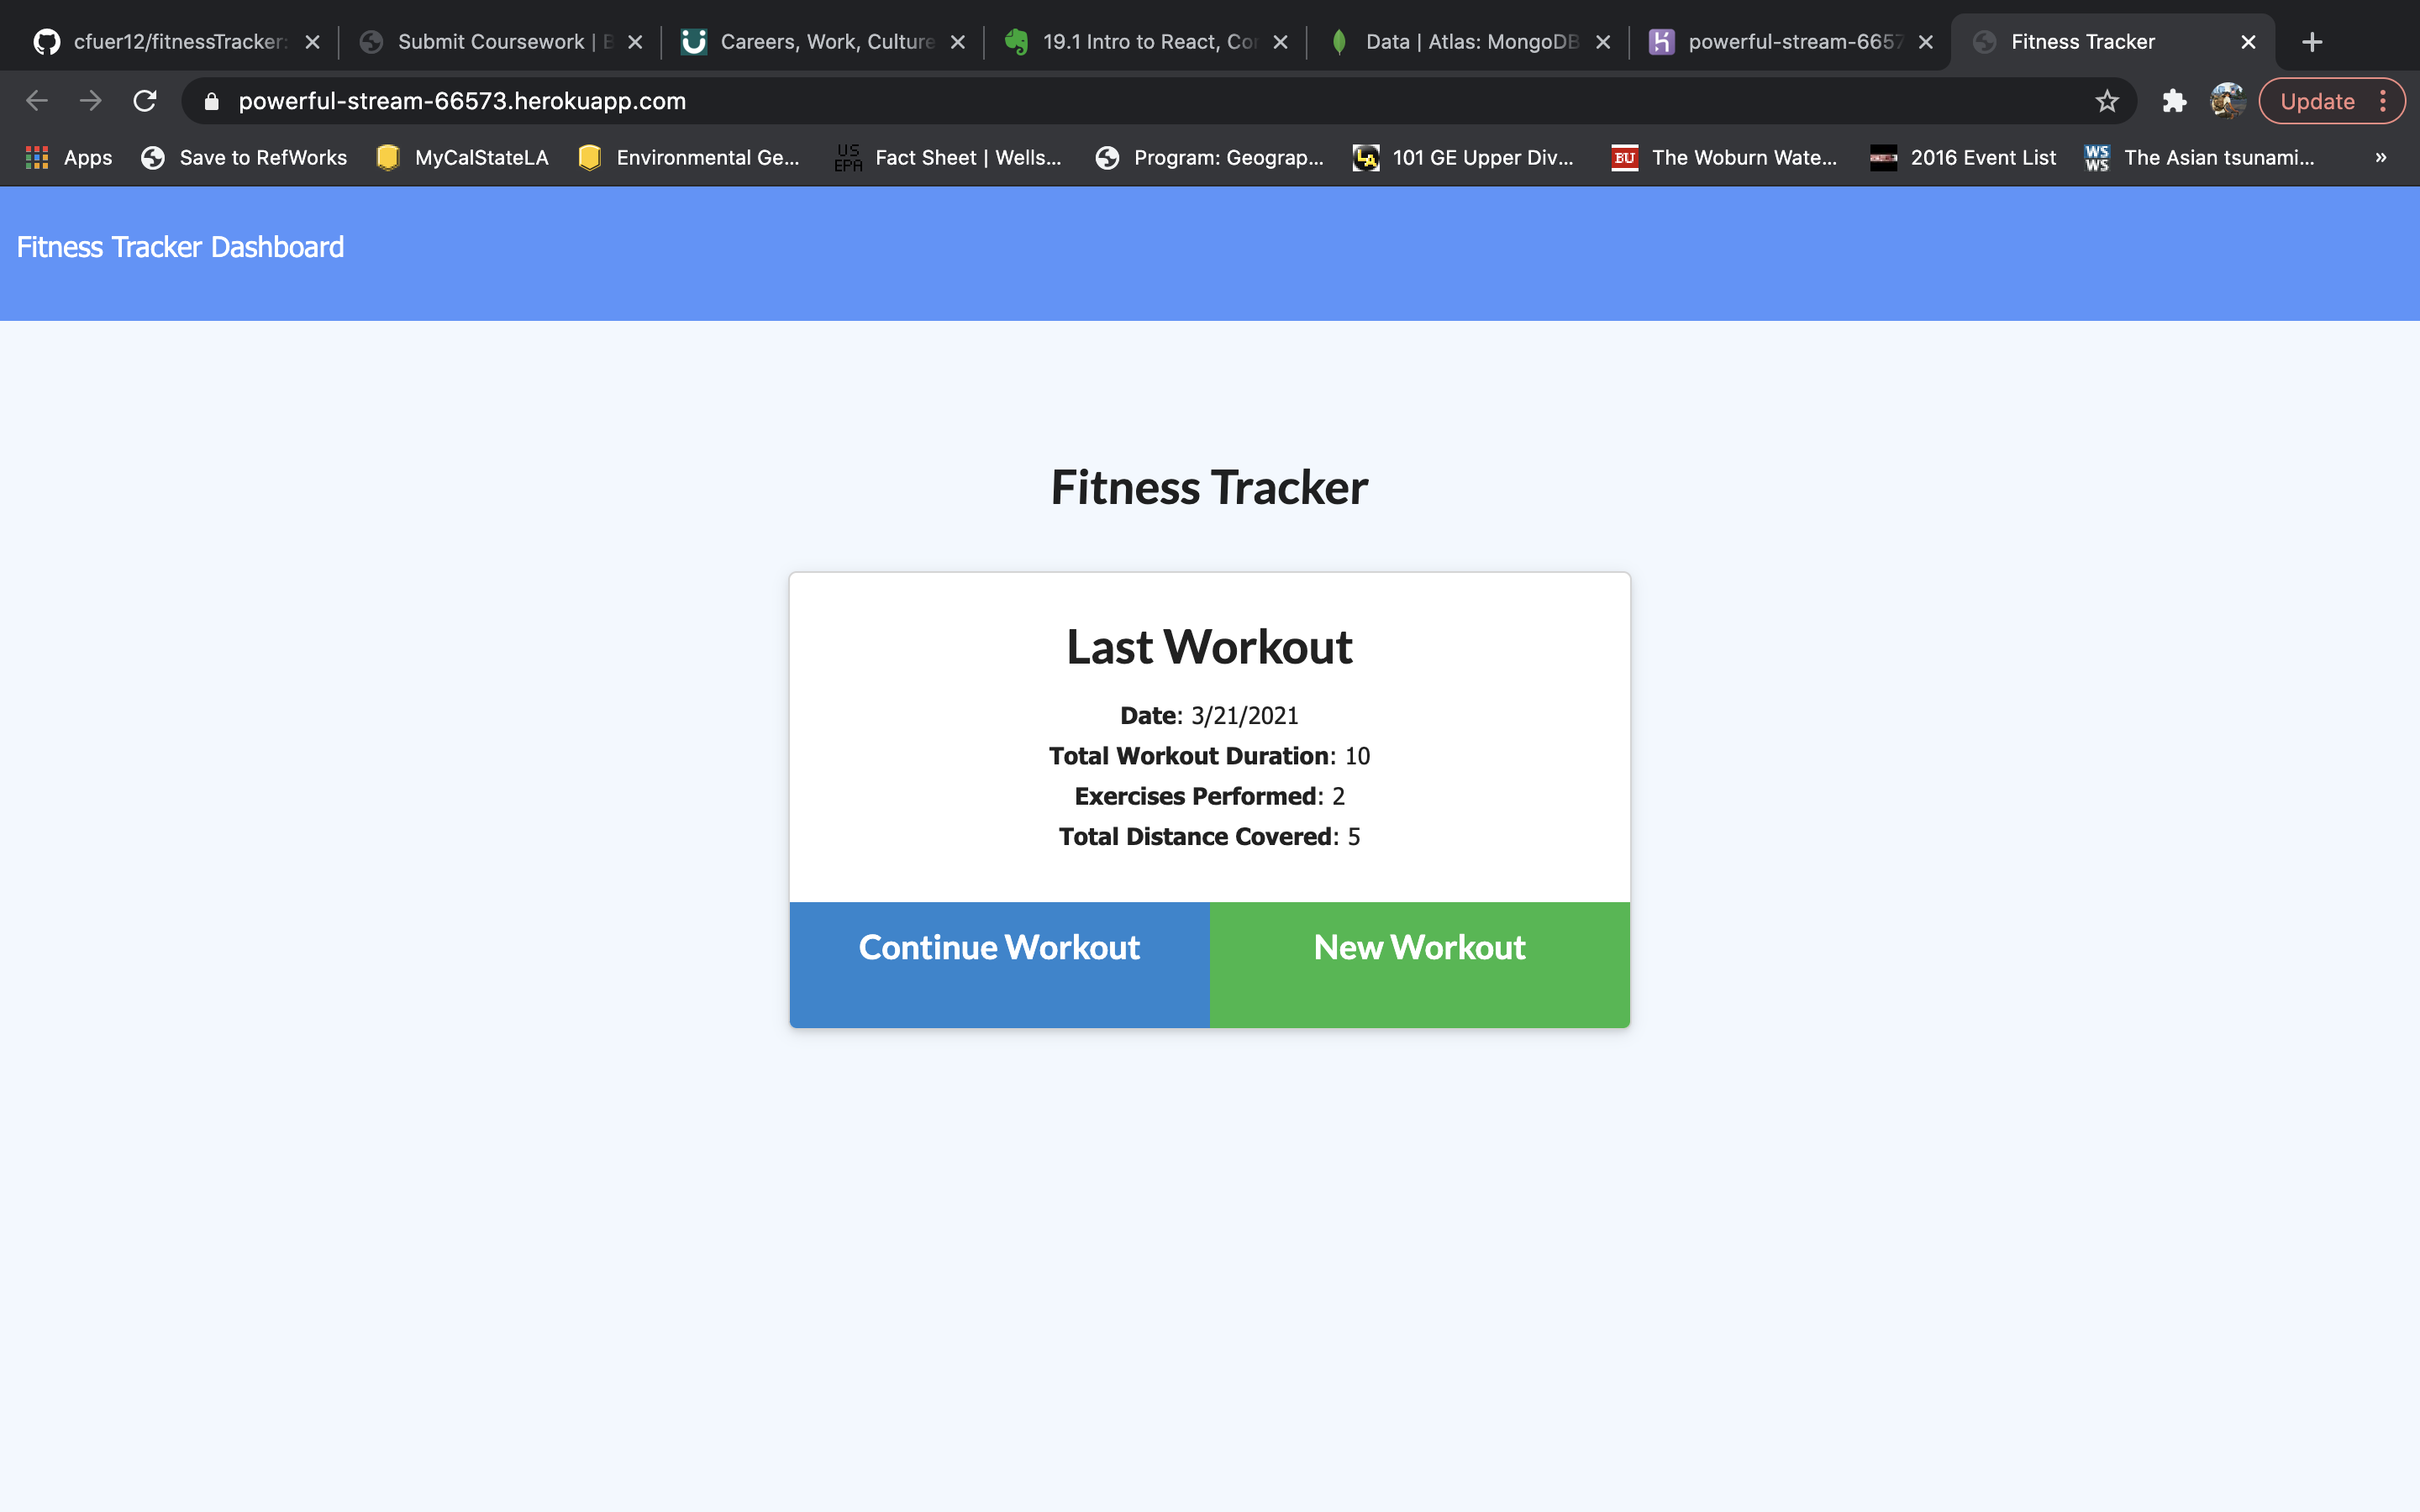 cfuer12/fitnessTracker:
Submit Coursework |
Careers, Work, Culture
19.1 Intro to React,
Data | Atlas: MongoDB
powerful-stream-6657
Fitness Tracker
powerful-stream-66573.herokuapp.com
Update
Apps
Save to RefWorks
MyCalStateLA
Environmental Ge...
US EPA
Fact Sheet | Wells...
Program: Geograp...
LA
101 GE Upper Div...
BU
The Woburn Wate...
2016 Event List
WS WS
The Asian tsunami...
»
Fitness Tracker Dashboard
Fitness Tracker
Last Workout
Date: 3/21/2021
Total Workout Duration: 10
Exercises Performed: 2
Total Distance Covered: 5
Continue Workout
New Workout